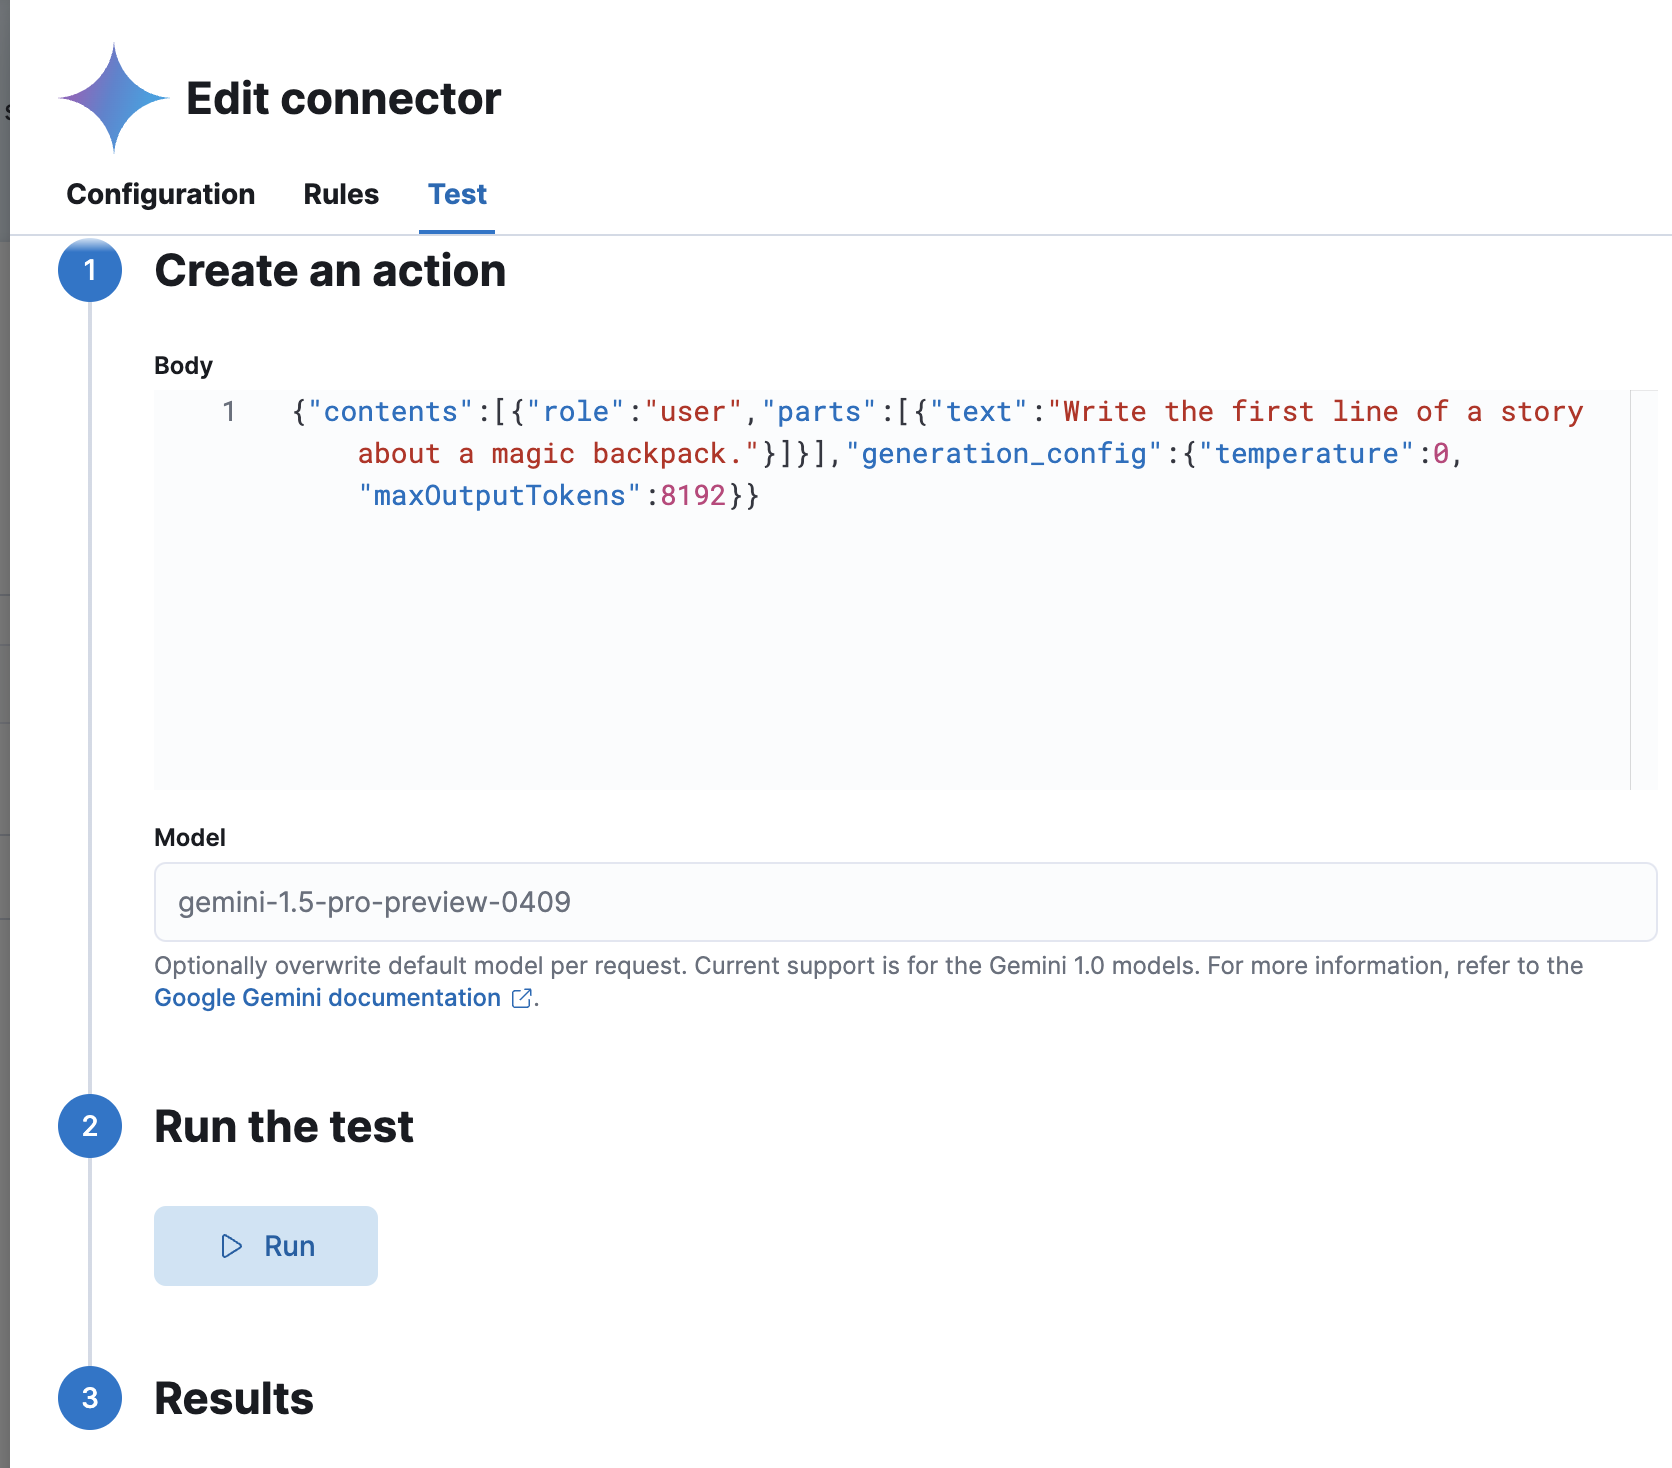 Edit connector
Configuration Rules Test
1 Create an action
Body
1 {"contents":[{"role":"user","parts":[{"text":"Write the first line of a story
about a magic backpack."}]}],"generation_config":{"temperature":0,
"maxOutputTokens":8192}}
Model
gemini-1.5-pro-preview-0409
Optionally overwrite default model per request. Current support is for the Gemini 1.0 models. For more information, refer to the
Google Gemini documentation .
2 Run the test
Run
3 Results